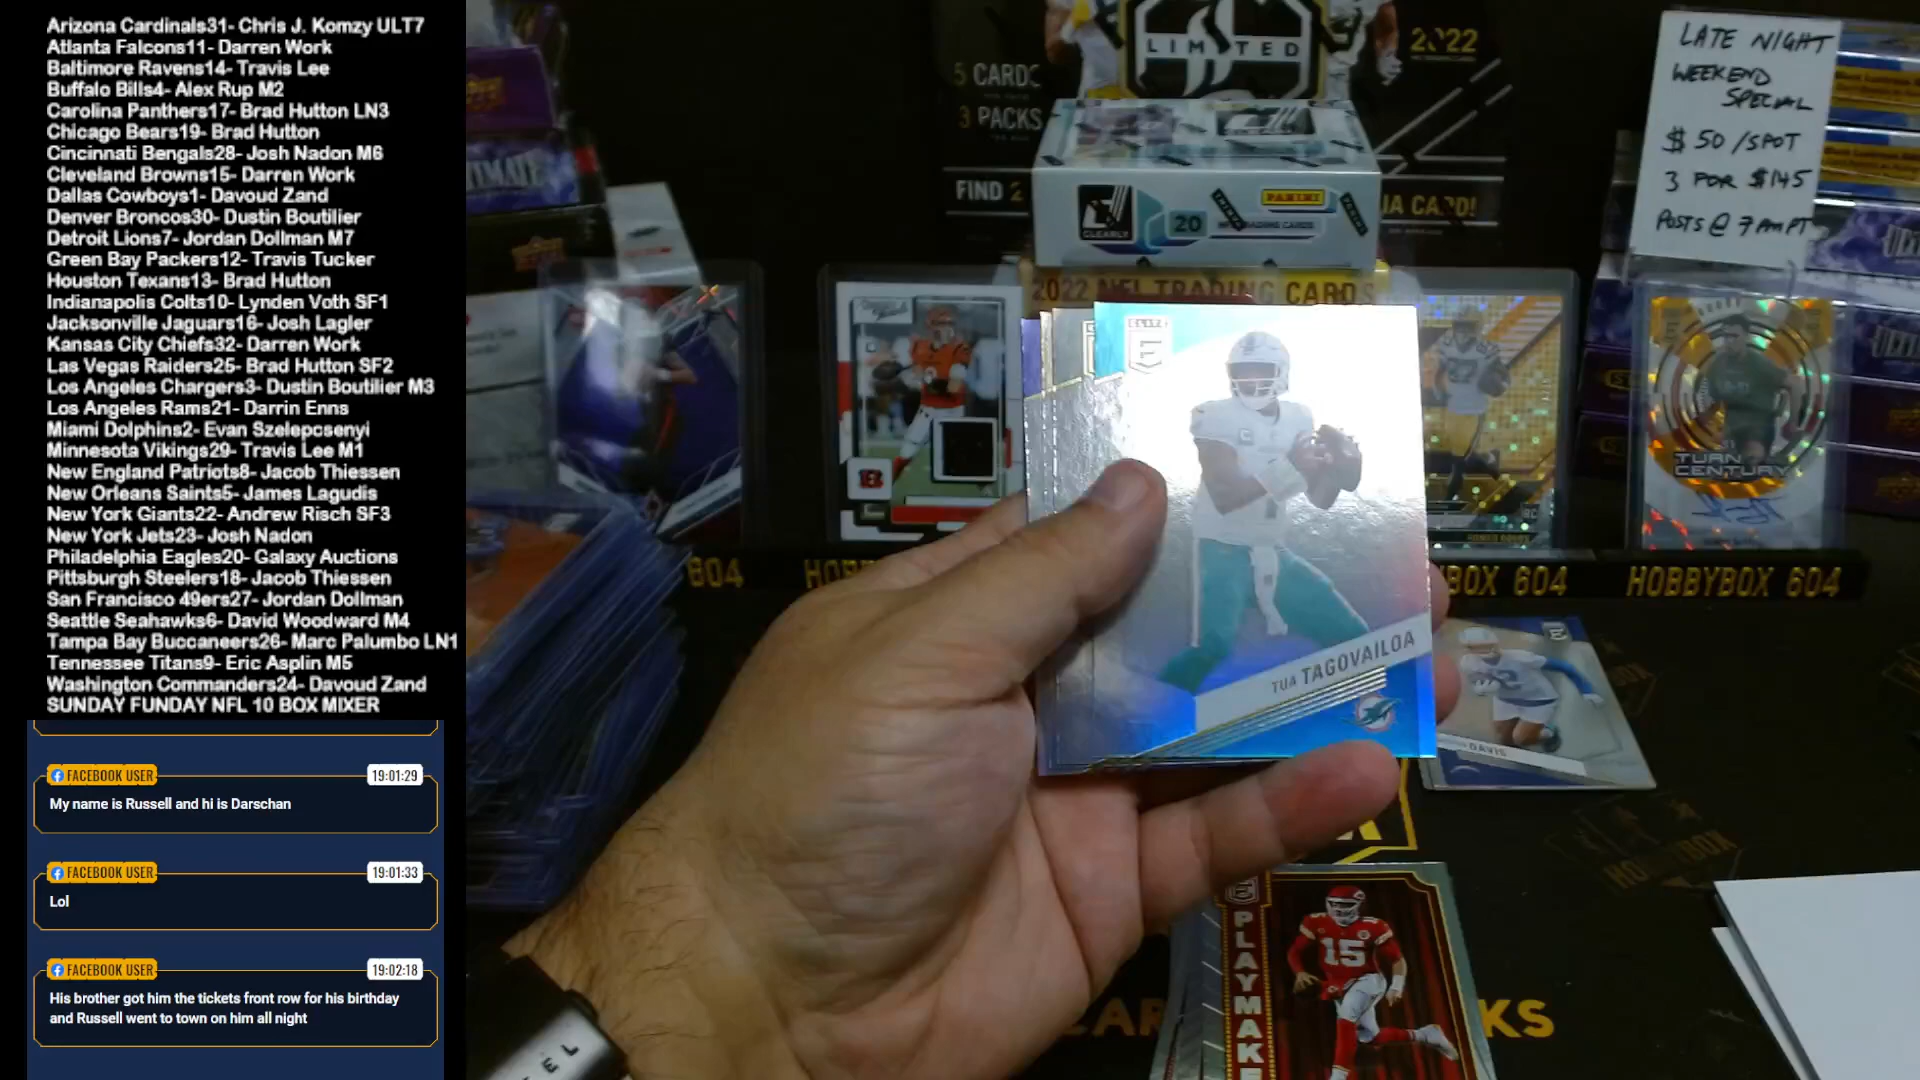 Arizona Cardinals31- Chris J. Komzy ULT7
Atlanta Falcons11- Darren Work
Baltimore Ravens14- Travis Lee
Buffalo Bills4- Alex Rup M2
Carolina Panthers17- Brad Hutton LN3
Chicago Bears19- Brad Hutton
Cincinnati Bengals28- Josh Nadon M6
Cleveland Browns15- Darren Work
Dallas Cowboys1- Davoud Zand
Denver Broncos30- Dustin Boutilier
Detroit Lions7- Jordan Dollman M7
Green Bay Packers12- Travis Tucker
Houston Texans13- Brad Hutton
Indianapolis Colts10- Lynden Voth SF1
Jacksonville Jaguars16- Josh Lagler
Kansas City Chiefs32- Darren Work
Las Vegas Raiders25- Brad Hutton SF2
Los Angeles Chargers3- Dustin Boutilier M3
Los Angeles Rams21- Darrin Enns
Miami Dolphins2- Evan Szelepcsenyi
Minnesota Vikings29- Travis Lee M1
New England Patriots8- Jacob Thiessen
New Orleans Saints5- James Lagudis
New York Giants22- Andrew Risch SF3
New York Jets23- Josh Nadon
Philadelphia Eagles20- Galaxy Auctions
Pittsburgh Steelers18- Jacob Thiessen
San Francisco 49ers27- Jordan Dollman
Seattle Seahawks6- David Woodward M4
Tampa Bay Buccaneers26- Marc Palumbo LN1
Tennessee Titans9- Eric Asplin M5
Washington Commanders24- Davoud Zand
SUNDAY FUNDAY NFL 10 BOX MIXER
FACEBOOK USER 19:01:29
My name is Russell and hi is Darschan
FACEBOOK USER 19:01:33
Lol
FACEBOOK USER 19:02:18
His brother got him the tickets front row for his birthday
and Russell went to town on him all night
LIMITED
2022
5 CARDS
3 PACKS
FIND 2
IA CARD!
CLEARLY
20
PANINI
2022 NFL TRADING CARDS
LATE NIGHT
WEEKEND
SPECIAL
$50/SPOT
3 FOR $145
POSTS @ 7AM PT
ELITE
E
TUA TAGOVAILOA
TURN
CENTURY
604
BOX 604
HOBBYBOX 604
DAVIS
PLAYMAK
15
KS